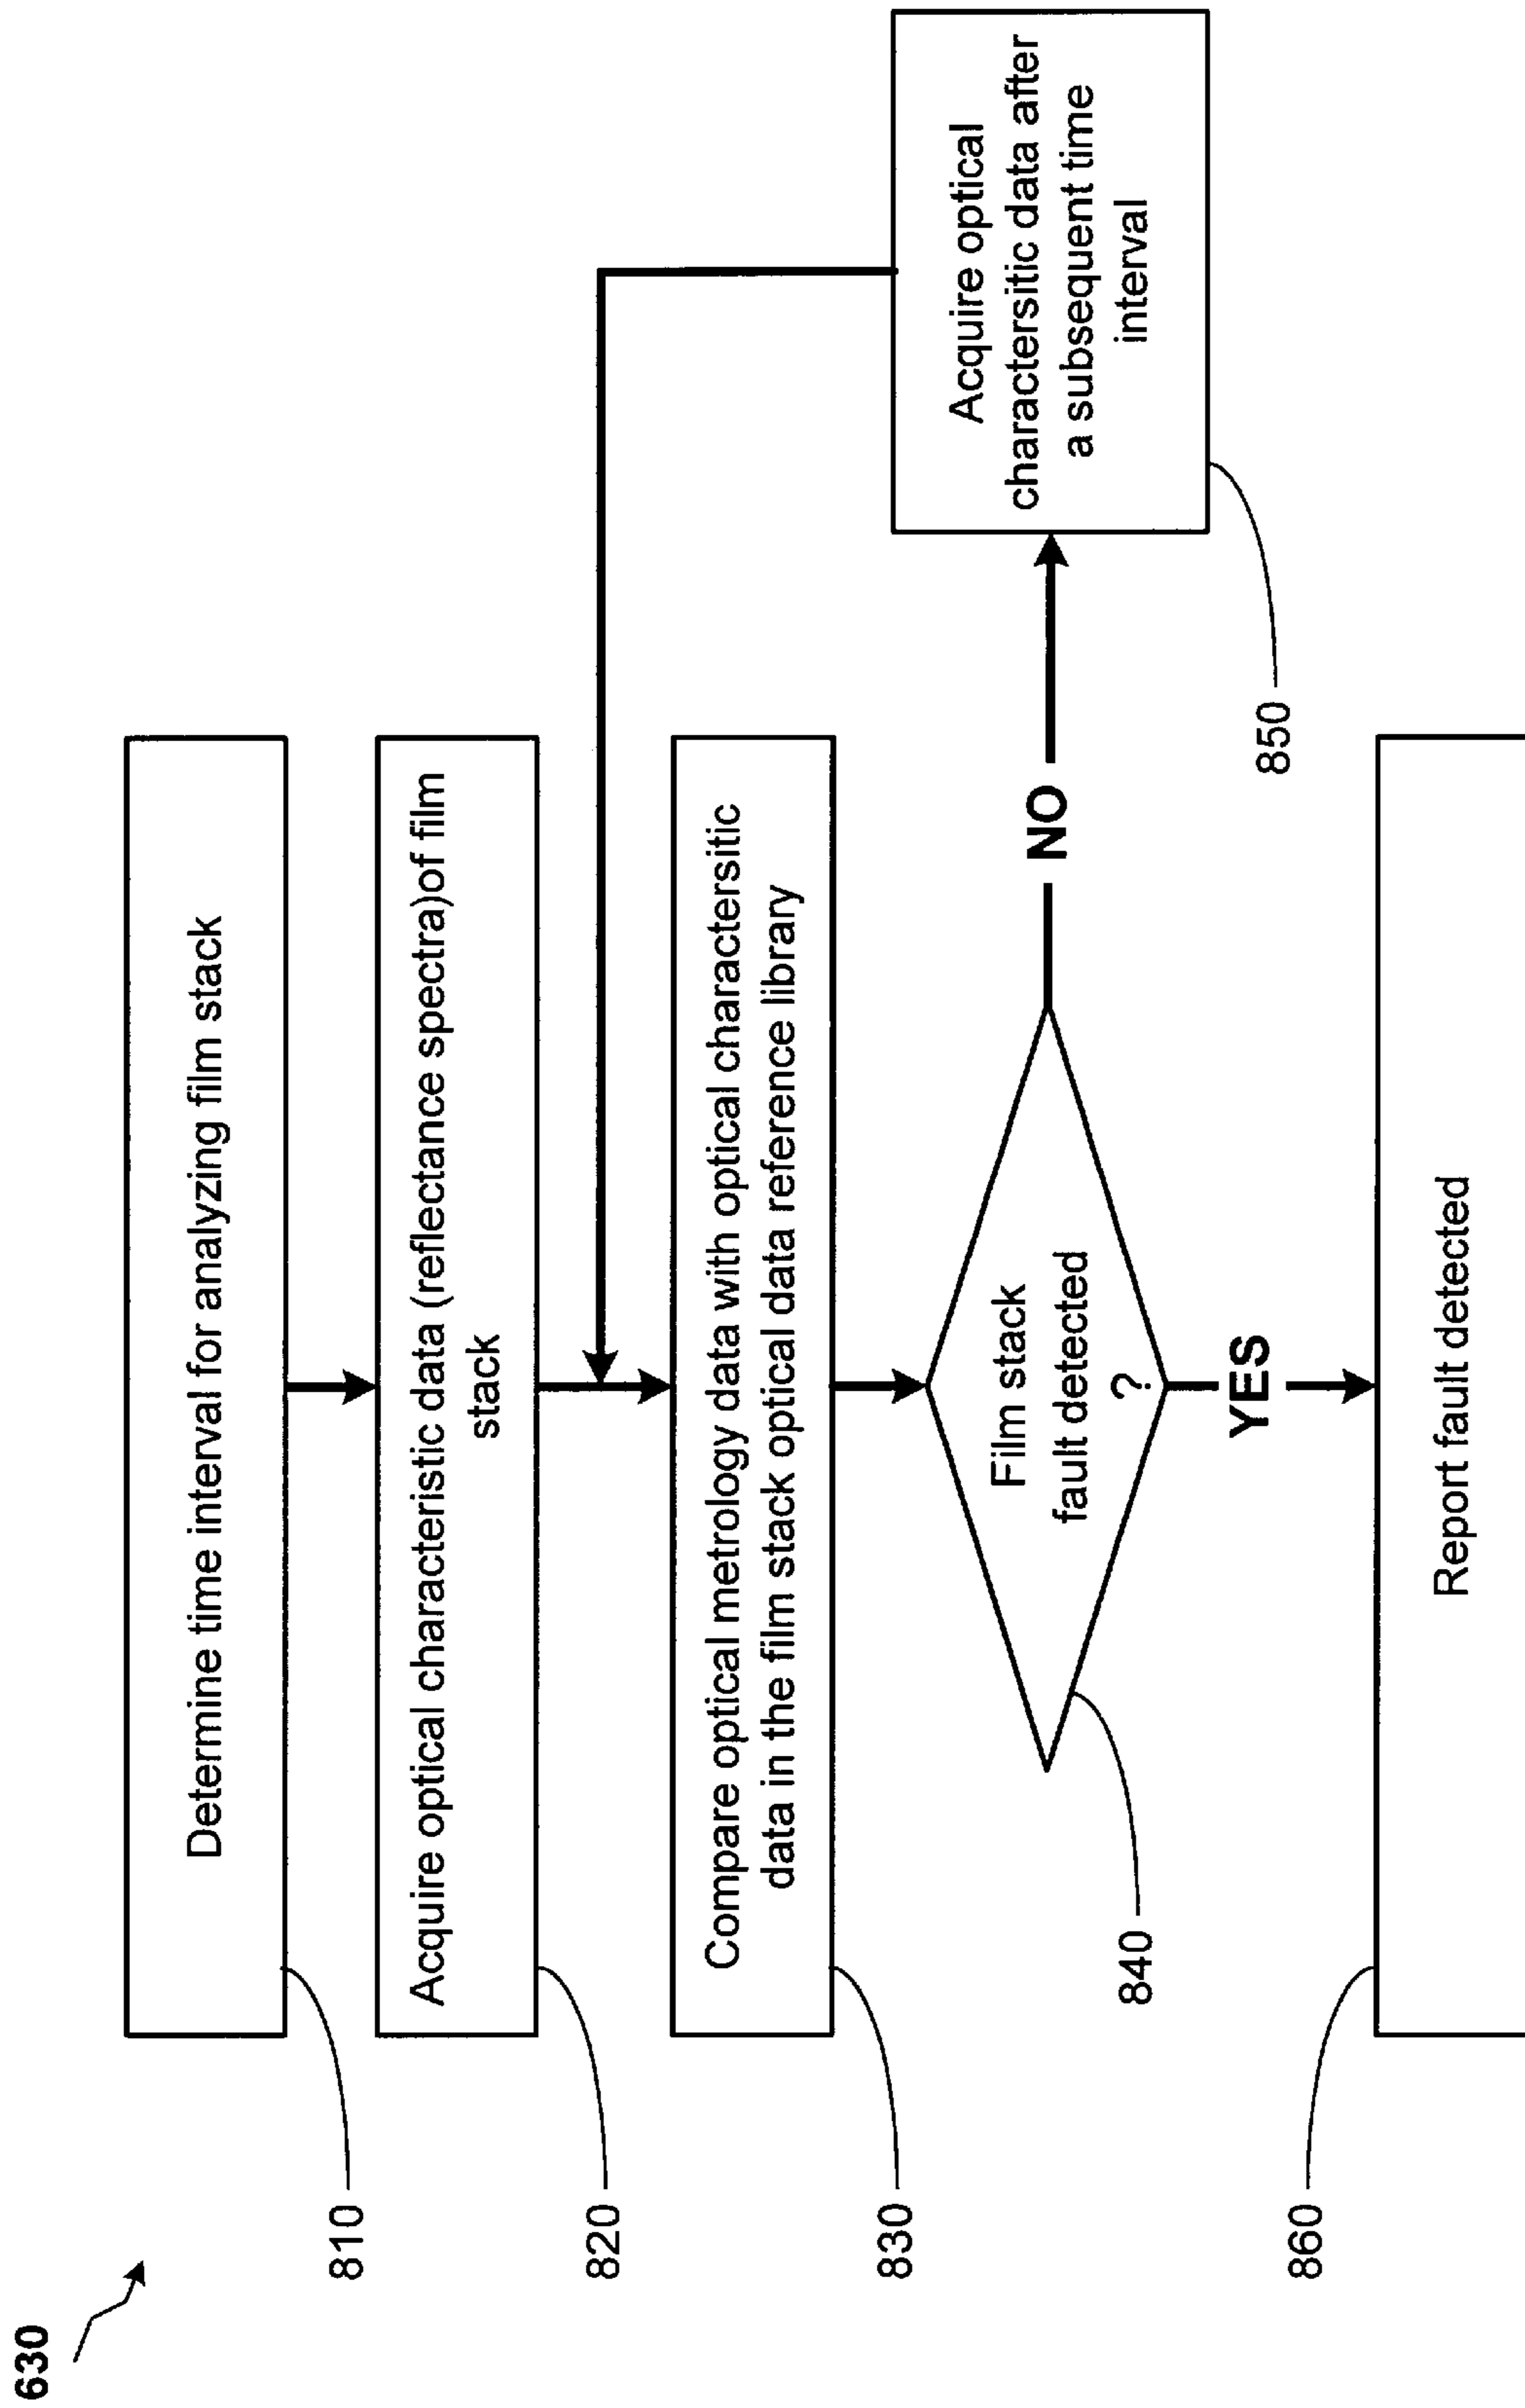 630
810
Determine time interval for analyzing film stack
820
Acquire optical characteristic data (reflectance spectra)of film
stack
830
Compare optical metrology data with optical charactersitic
data in the film stack optical data reference library
840
Film stack
fault detected
?
NO
850
Acquire optical
charactersitic data after
a subsequent time
interval
YES
860
Report fault detected